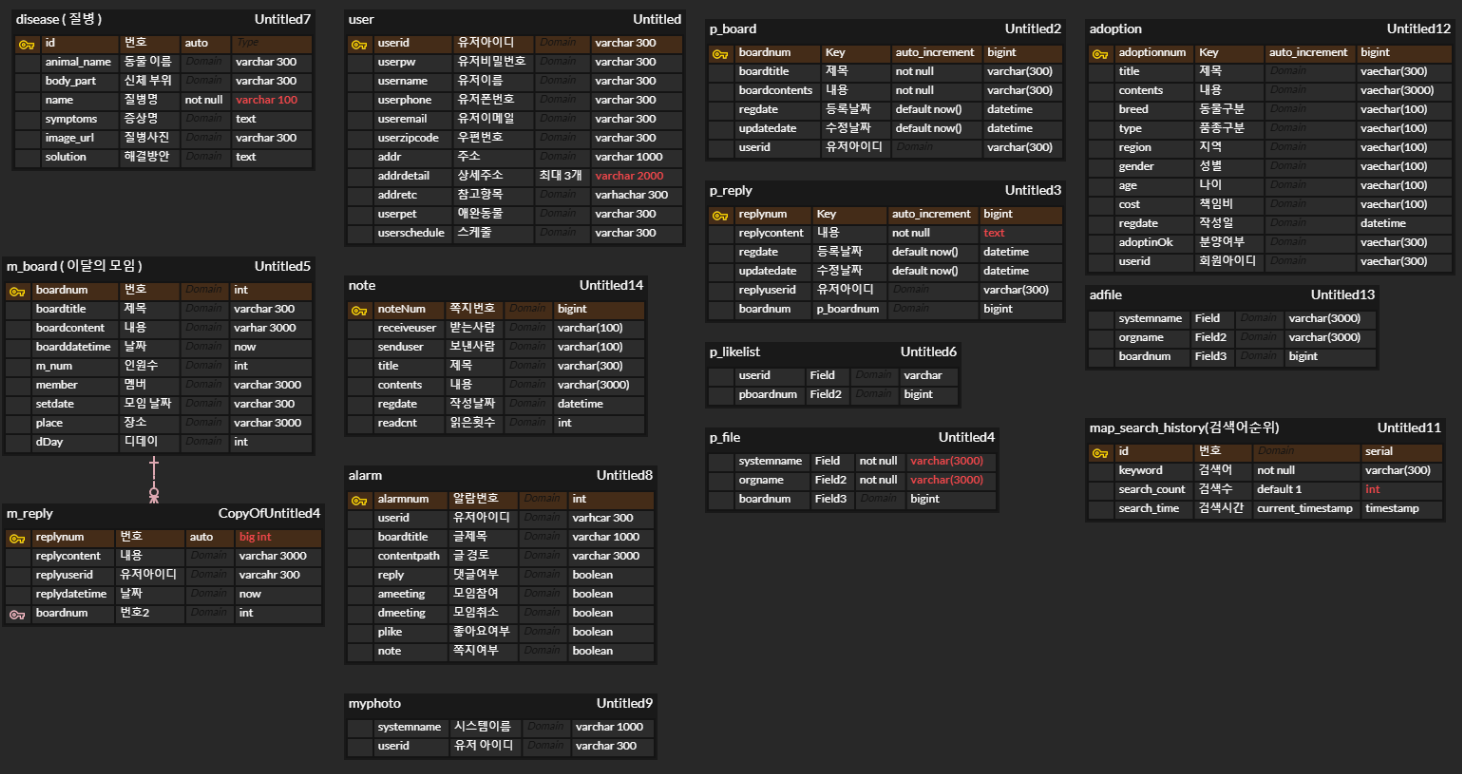 disease ( 질병 ) Untitled7
id 번호 auto Type
animal_name 동물 이름 Domain varchar 300
body_part 신체 부위 Domain varchar 300
name 질병명 not null varchar 100
symptoms 증상명 Domain text
image_url 질병사진 Domain varchar 300
solution 해결방안 Domain text
user Untitled
userid 유저아이디 Domain varchar 300
userpw 유저비밀번호 Domain varchar 300
username 유저이름 Domain varchar 300
userphone 유저폰번호 Domain varchar 300
useremail 유저이메일 Domain varchar 300
userzipcode 우편번호 Domain varchar 300
addr 주소 Domain varchar 1000
addrdetail 상세주소 최대 3개 varchar 2000
addretc 참고항목 Domain varhachar 300
userpet 애완동물 Domain varchar 300
userschedule 스케줄 Domain varchar 300
p_board Untitled2
boardnum Key auto_increment bigint
boardtitle 제목 not null varchar(300)
boardcontents 내용 not null varchar(300)
regdate 등록날짜 default now() datetime
updatedate 수정날짜 default now() datetime
userid 유저아이디 Domain varchar(300)
adoption Untitled12
adoptionnum Key auto_increment bigint
title 제목 Domain vaechar(300)
contents 내용 Domain vaechar(3000)
breed 동물구분 Domain vaechar(100)
type 품종구분 Domain vaechar(100)
region 지역 Domain vaechar(100)
gender 성별 Domain vaechar(100)
age 나이 Domain vaechar(100)
cost 책임비 Domain vaechar(100)
regdate 작성일 Domain datetime
adoptinOk 분양여부 Domain vaechar(300)
userid 회원아이디 Domain vaechar(300)
m_board ( 이달의 모임 ) Untitled5
boardnum 번호 Domain int
boardtitle 제목 Domain varchar 300
boardcontent 내용 Domain varhar 3000
boarddatetime 날짜 Domain now
m_num 인원수 Domain int
member 멤버 Domain varchar 3000
setdate 모임 날짜 Domain varchar 300
place 장소 Domain varchar 3000
dDay 디데이 Domain int
note Untitled14
noteNum 쪽지번호 Domain bigint
receiveuser 받는사람 Domain varchar(100)
senduser 보낸사람 Domain varchar(100)
title 제목 Domain varchar(300)
contents 내용 Domain varchar(3000)
regdate 작성날짜 Domain datetime
readcnt 읽은횟수 Domain int
p_reply Untitled3
replynum Key auto_increment bigint
replycontent 내용 not null text
regdate 등록날짜 default now() datetime
updatedate 수정날짜 default now() datetime
replyuserid 유저아이디 Domain varchar(300)
boardnum p_boardnum Domain bigint
adfile Untitled13
systemname Field Domain varchar(3000)
orgname Field2 Domain varchar(3000)
boardnum Field3 Domain bigint
p_likelist Untitled6
userid Field Domain varchar
pboardnum Field2 Domain bigint
p_file Untitled4
systemname Field not null varchar(3000)
orgname Field2 not null varchar(3000)
boardnum Field3 Domain bigint
map_search_history(검색어순위) Untitled11
id 번호 Domain serial
keyword 검색어 not null varchar(300)
search_count 검색수 default 1 int
search_time 검색시간 current_timestamp timestamp
m_reply CopyOfUntitled4
replynum 번호 auto big int
replycontent 내용 Domain varchar 3000
replyuserid 유저아이디 Domain varcahr 300
replydatetime 날짜 Domain now
boardnum 번호2 Domain int
alarm Untitled8
alarmnum 알람번호 Domain int
userid 유저아이디 Domain varhcar 300
boardtitle 글제목 Domain varchar 1000
contentpath 글 경로 Domain varchar 3000
reply 댓글여부 Domain boolean
ameeting 모임참여 Domain boolean
dmeeting 모임취소 Domain boolean
plike 좋아요여부 Domain boolean
note 쪽지여부 Domain boolean
myphoto Untitled9
systemname 시스템이름 Domain varchar 1000
userid 유저 아이디 Domain varchar 300